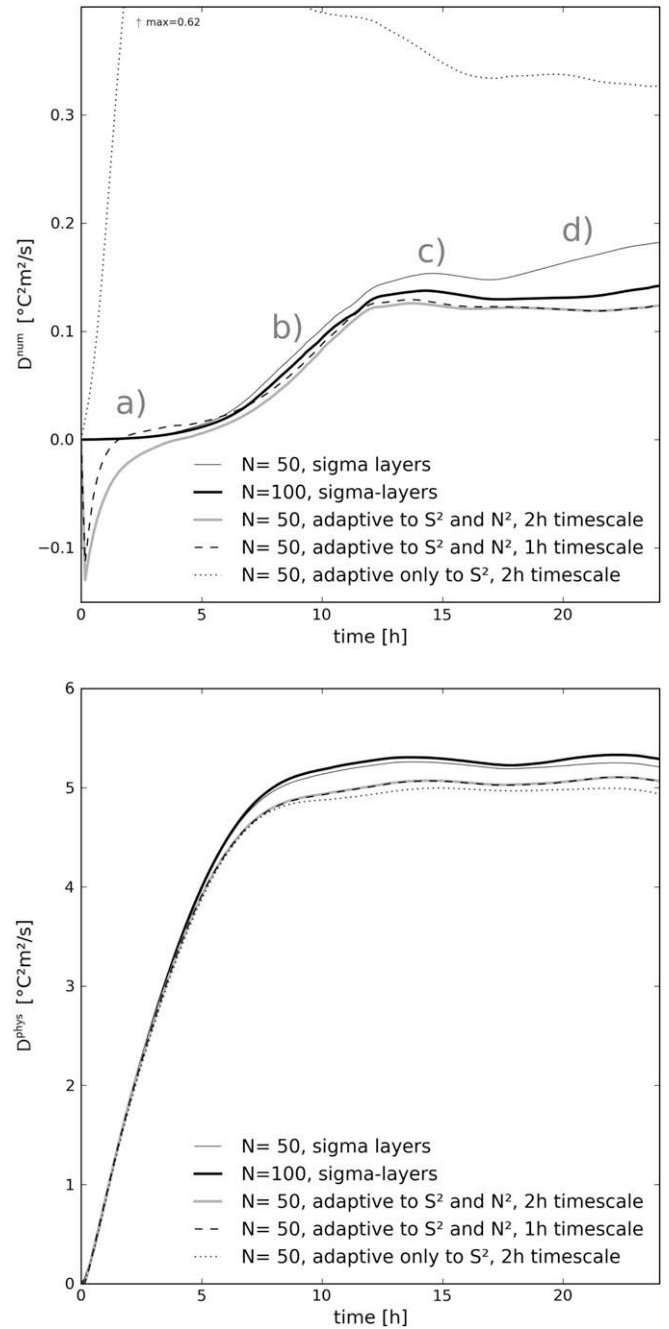 ↑ max=0.62
0.3
0.2
0.1
0.0
−0.1
Dⁿᵘᵐ [°C²m²/s]
a)
b)
c)
d)
N= 50, sigma layers
N=100, sigma-layers
N= 50, adaptive to S² and N², 2h timescale
N= 50, adaptive to S² and N², 1h timescale
N= 50, adaptive only to S², 2h timescale
0 5 10 15 20
time [h]
6
5
4
3
2
1
0
Dᵖʰʸˢ [°C²m²/s]
N= 50, sigma layers
N=100, sigma-layers
N= 50, adaptive to S² and N², 2h timescale
N= 50, adaptive to S² and N², 1h timescale
N= 50, adaptive only to S², 2h timescale
0 5 10 15 20
time [h]